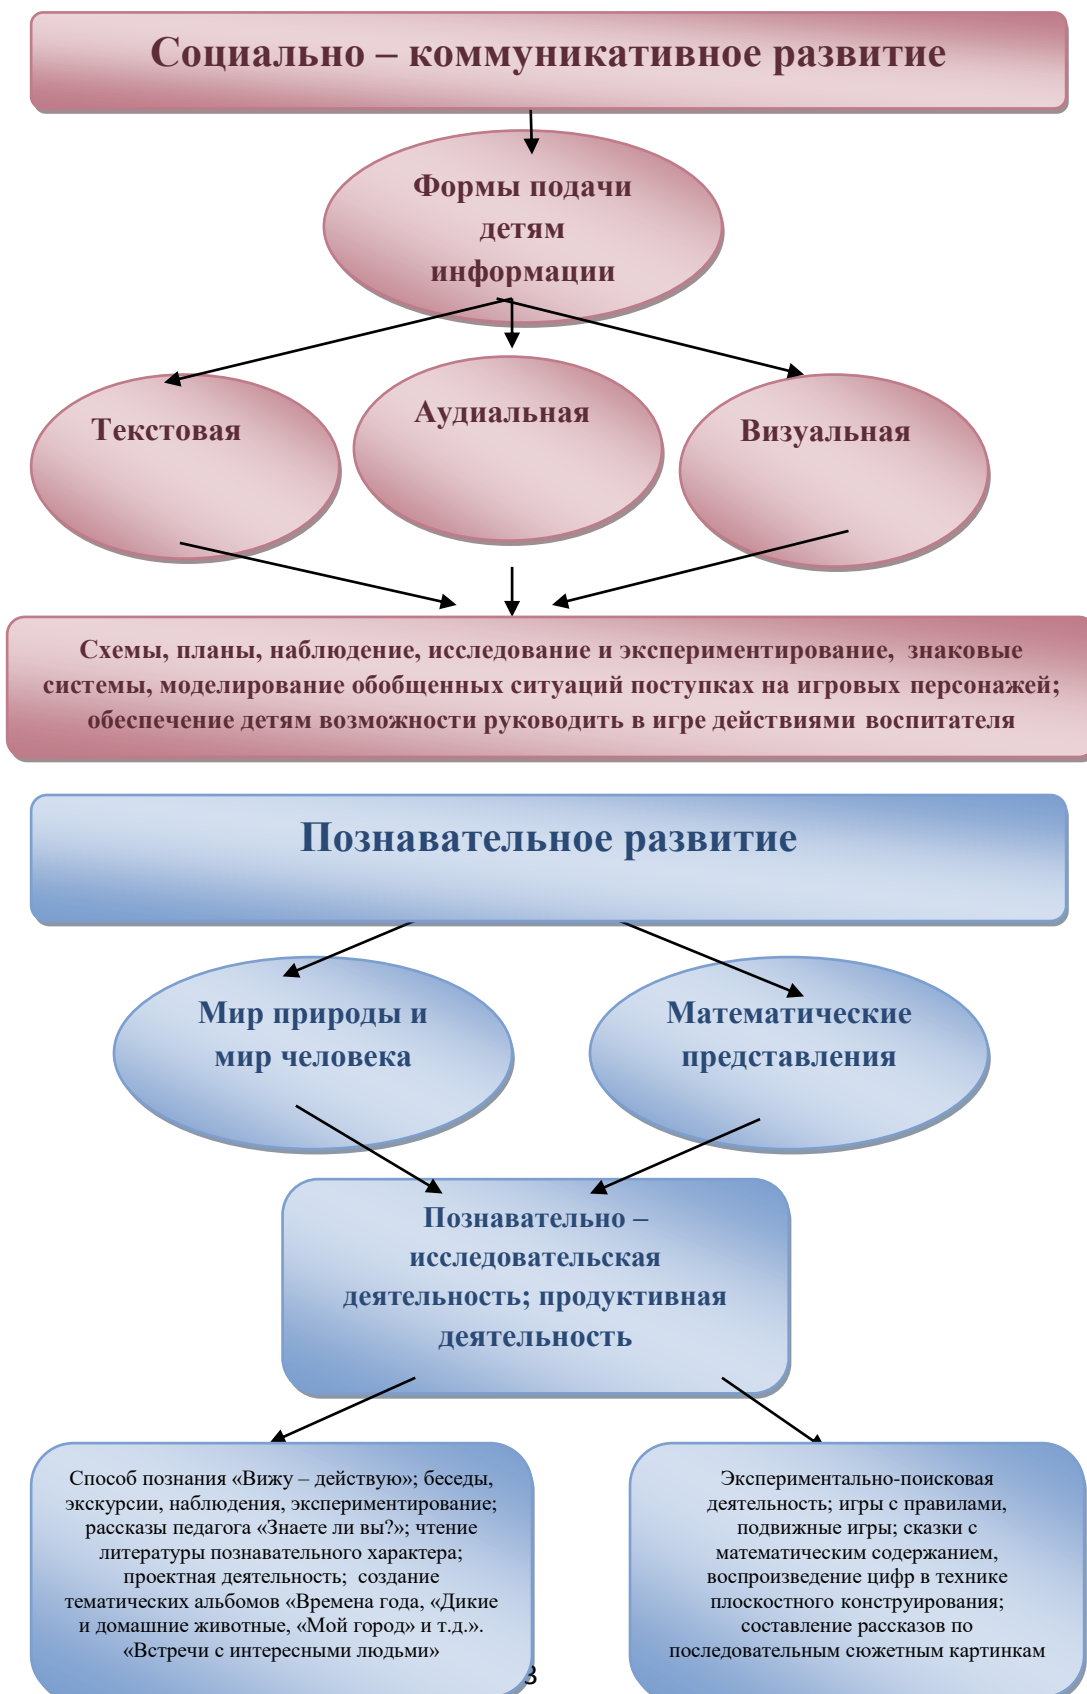 Социально – коммуникативное развитие
Формы подачи
детям
информации
Текстовая
Аудиальная
Визуальная
Схемы, планы, наблюдение, исследование и экспериментирование,  знаковые
системы, моделирование обобщенных ситуаций поступках на игровых персонажей;
обеспечение детям возможности руководить в игре действиями воспитателя
Познавательное развитие
Мир природы и
мир человека
Математические
представления
Познавательно –
исследовательская
деятельность; продуктивная
деятельность
Способ познания «Вижу – действую»; беседы,
экскурсии, наблюдения, экспериментирование;
рассказы педагога «Знаете ли вы?»; чтение
литературы познавательного характера;
проектная деятельность;  создание
тематических альбомов «Времена года, «Дикие
и домашние животные, «Мой город» и т.д.».
«Встречи с интересными людьми»
Экспериментально-поисковая
деятельность; игры с правилами,
подвижные игры; сказки с
математическим содержанием,
воспроизведение цифр в технике
плоскостного конструирования;
составление рассказов по
последовательным сюжетным картинкам
3